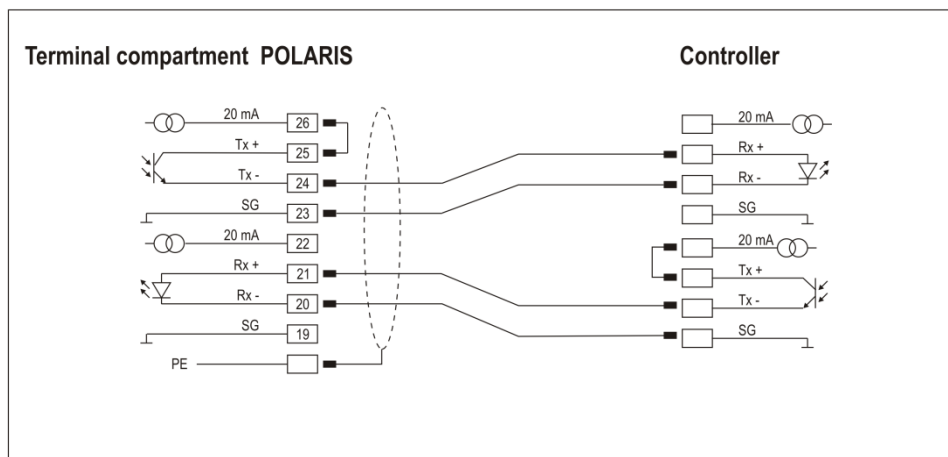 Terminal compartment POLARIS
Controller
20 mA 26
Tx + 25
Tx - 24
SG 23
20 mA 22
Rx + 21
Rx - 20
SG 19
PE
20 mA
Rx +
Rx -
SG
20 mA
Tx +
Tx -
SG